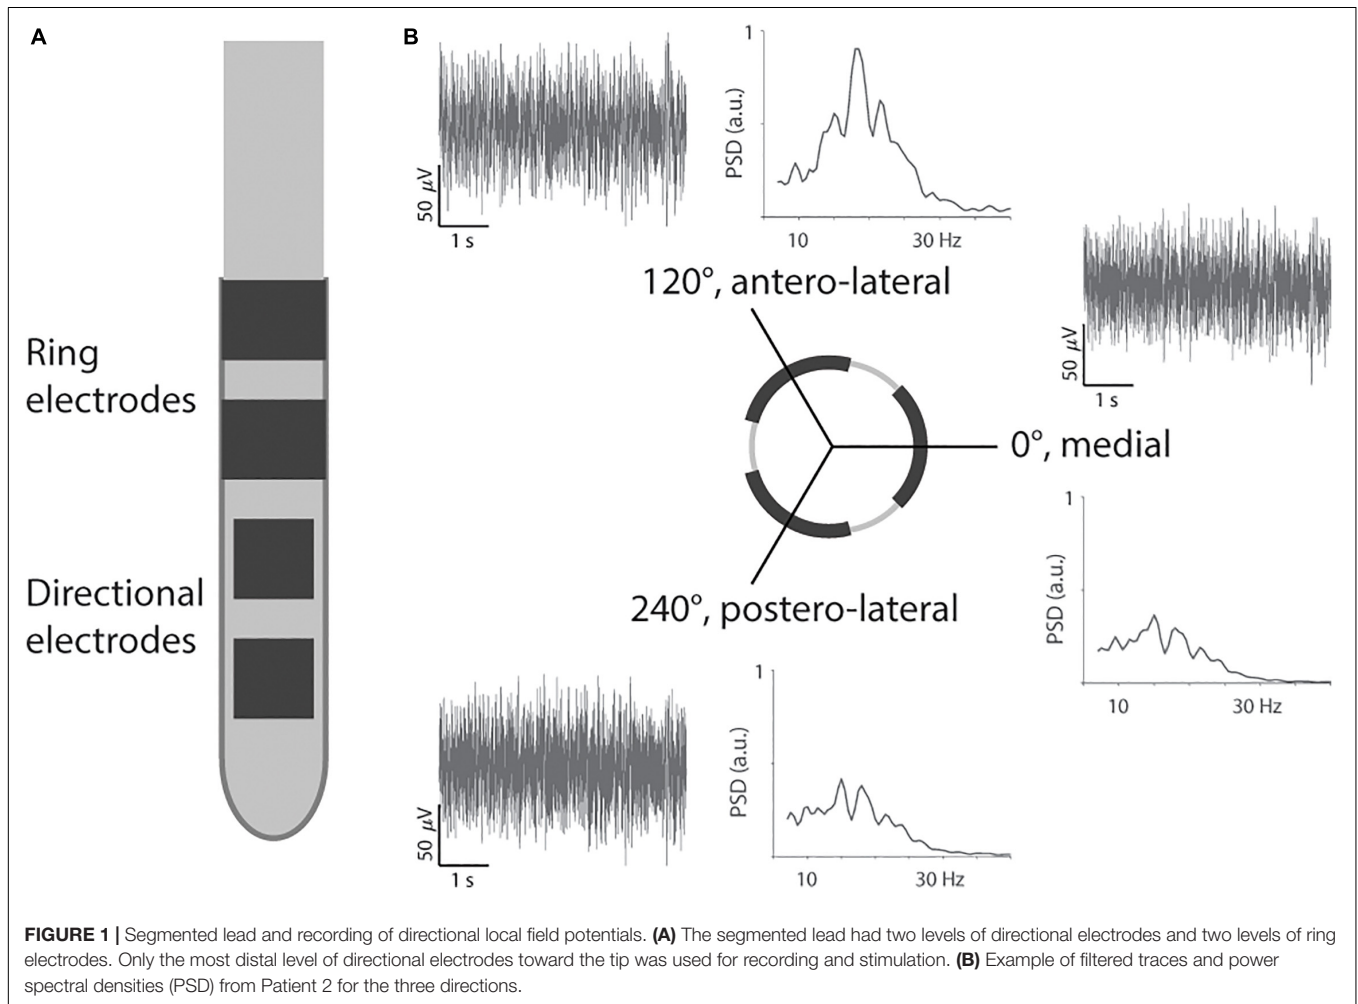 A
B
Ring
electrodes
Directional
electrodes
50 µV
1 s
1
PSD (a.u.)
10
30 Hz
120°, antero-lateral
50 µV
1 s
0°, medial
240°, postero-lateral
1
PSD (a.u.)
10
30 Hz
50 µV
1 s
1
PSD (a.u.)
10
30 Hz
FIGURE 1 | Segmented lead and recording of directional local field potentials. (A) The segmented lead had two levels of directional electrodes and two levels of ring
electrodes. Only the most distal level of directional electrodes toward the tip was used for recording and stimulation. (B) Example of filtered traces and power
spectral densities (PSD) from Patient 2 for the three directions.